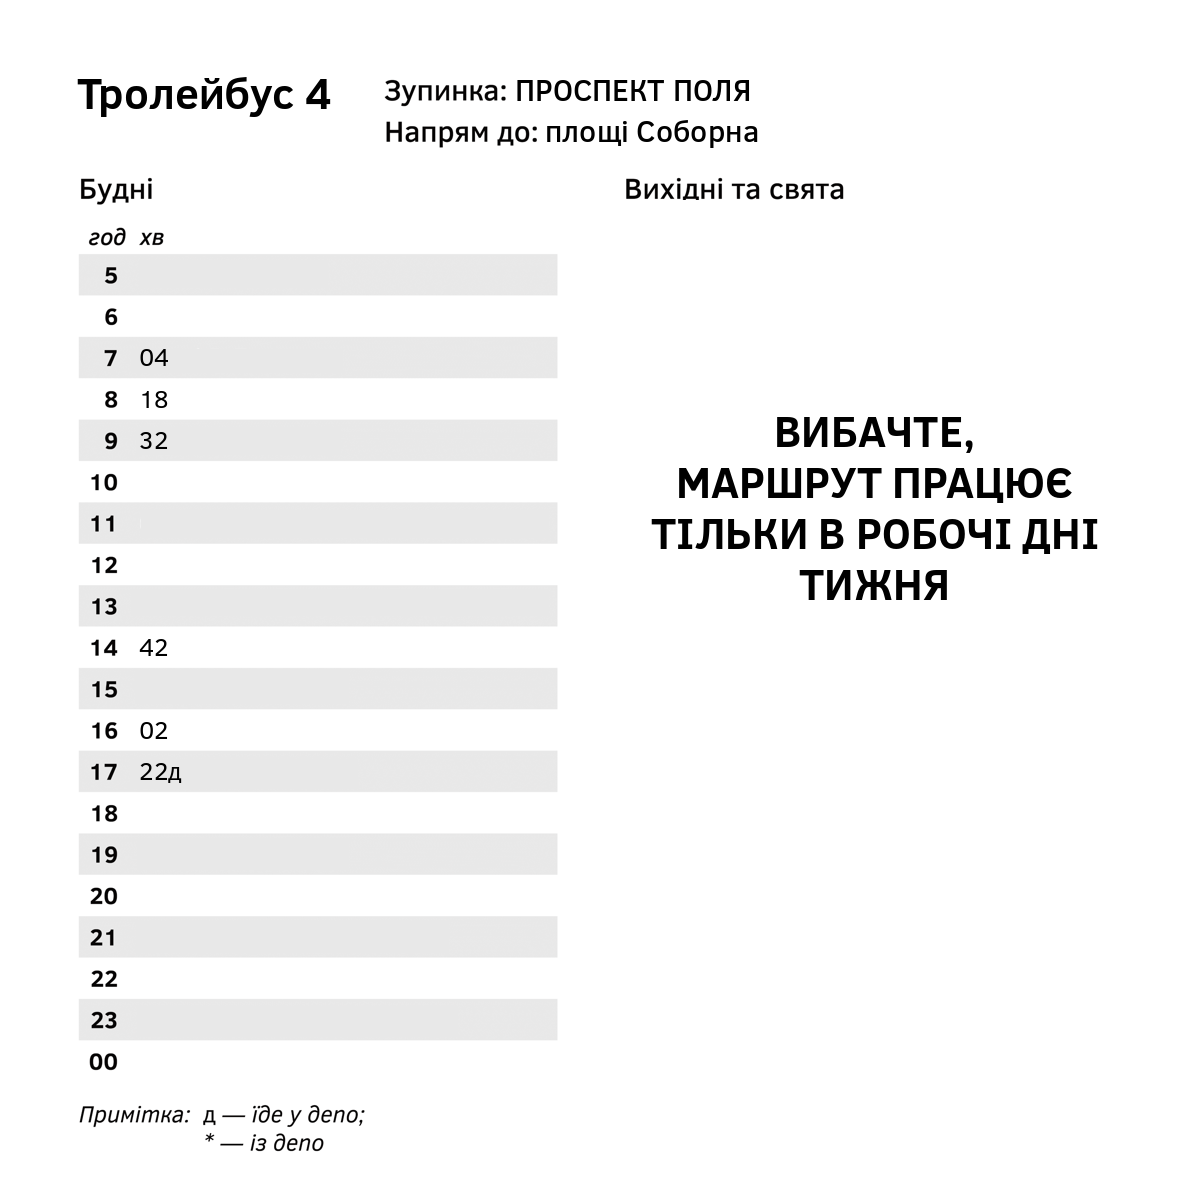 Тролейбус 4
Зупинка: ПРОСПЕКТ ПОЛЯ
Напрям до: площі Соборна
Будні
год хв
5
6
7 04
8 18
9 32
10
11
12
13
14 42
15
16 02
17 22д
18
19
20
21
22
23
00
Вихідні та свята
ВИБАЧТЕ,
МАРШРУТ ПРАЦЮЄ
ТІЛЬКИ В РОБОЧІ ДНІ
ТИЖНЯ
Примітка: д — їде у депо;
* — із депо